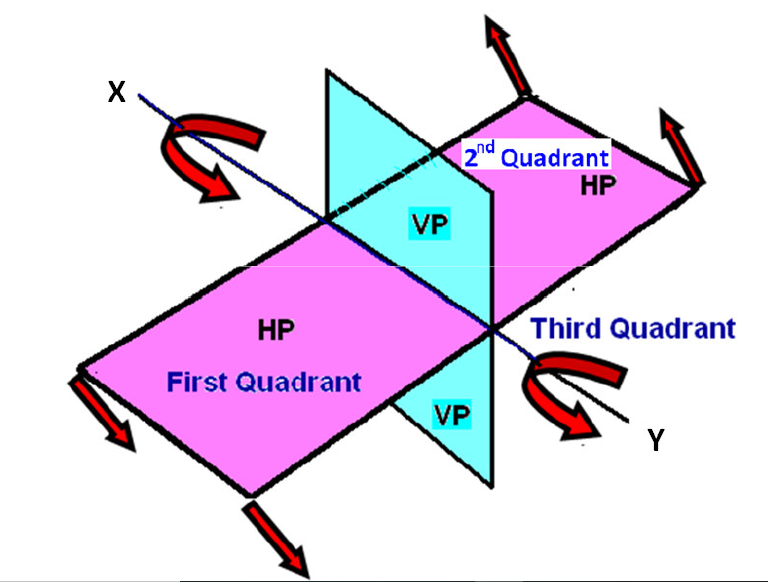 X
2nd Quadrant
HP
VP
HP
Third Quadrant
First Quadrant
VP
Y